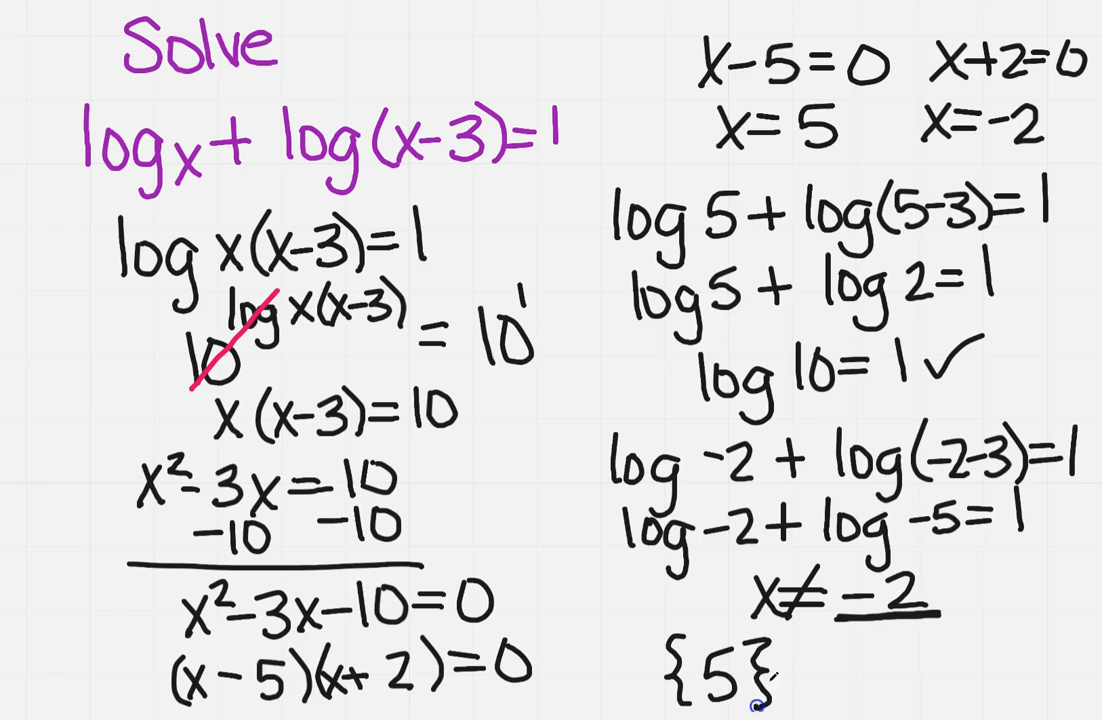 Solve
log x + log(x-3)=1
log x(x-3)=1
10^log x(x-3) = 10^1
x(x-3)=10
x²-3x=10
-10 -10
x²-3x-10=0
(x-5)(x+2)=0
x-5=0 x+2=0
x=5 x=-2
log 5 + log(5-3)=1
log 5 + log 2=1
log 10=1 ✓
log -2 + log(-2-3)=1
log -2 + log -5=1
x≠-2
{5}